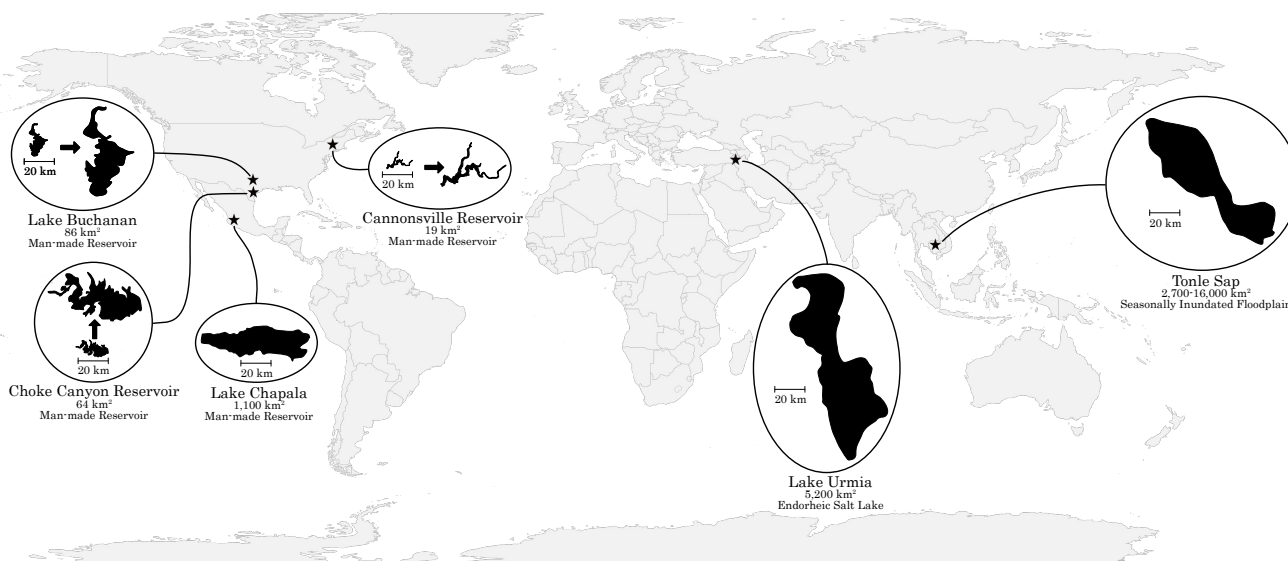 20 km
Lake Buchanan
86 km²
Man-made Reservoir
20 km
Cannonsville Reservoir
19 km²
Man-made Reservoir
20 km
Choke Canyon Reservoir
64 km²
Man-made Reservoir
20 km
Lake Chapala
1,100 km²
Man-made Reservoir
20 km
Lake Urmia
5,200 km²
Endorheic Salt Lake
20 km
Tonle Sap
2,700-16,000 km²
Seasonally Inundated Floodplain